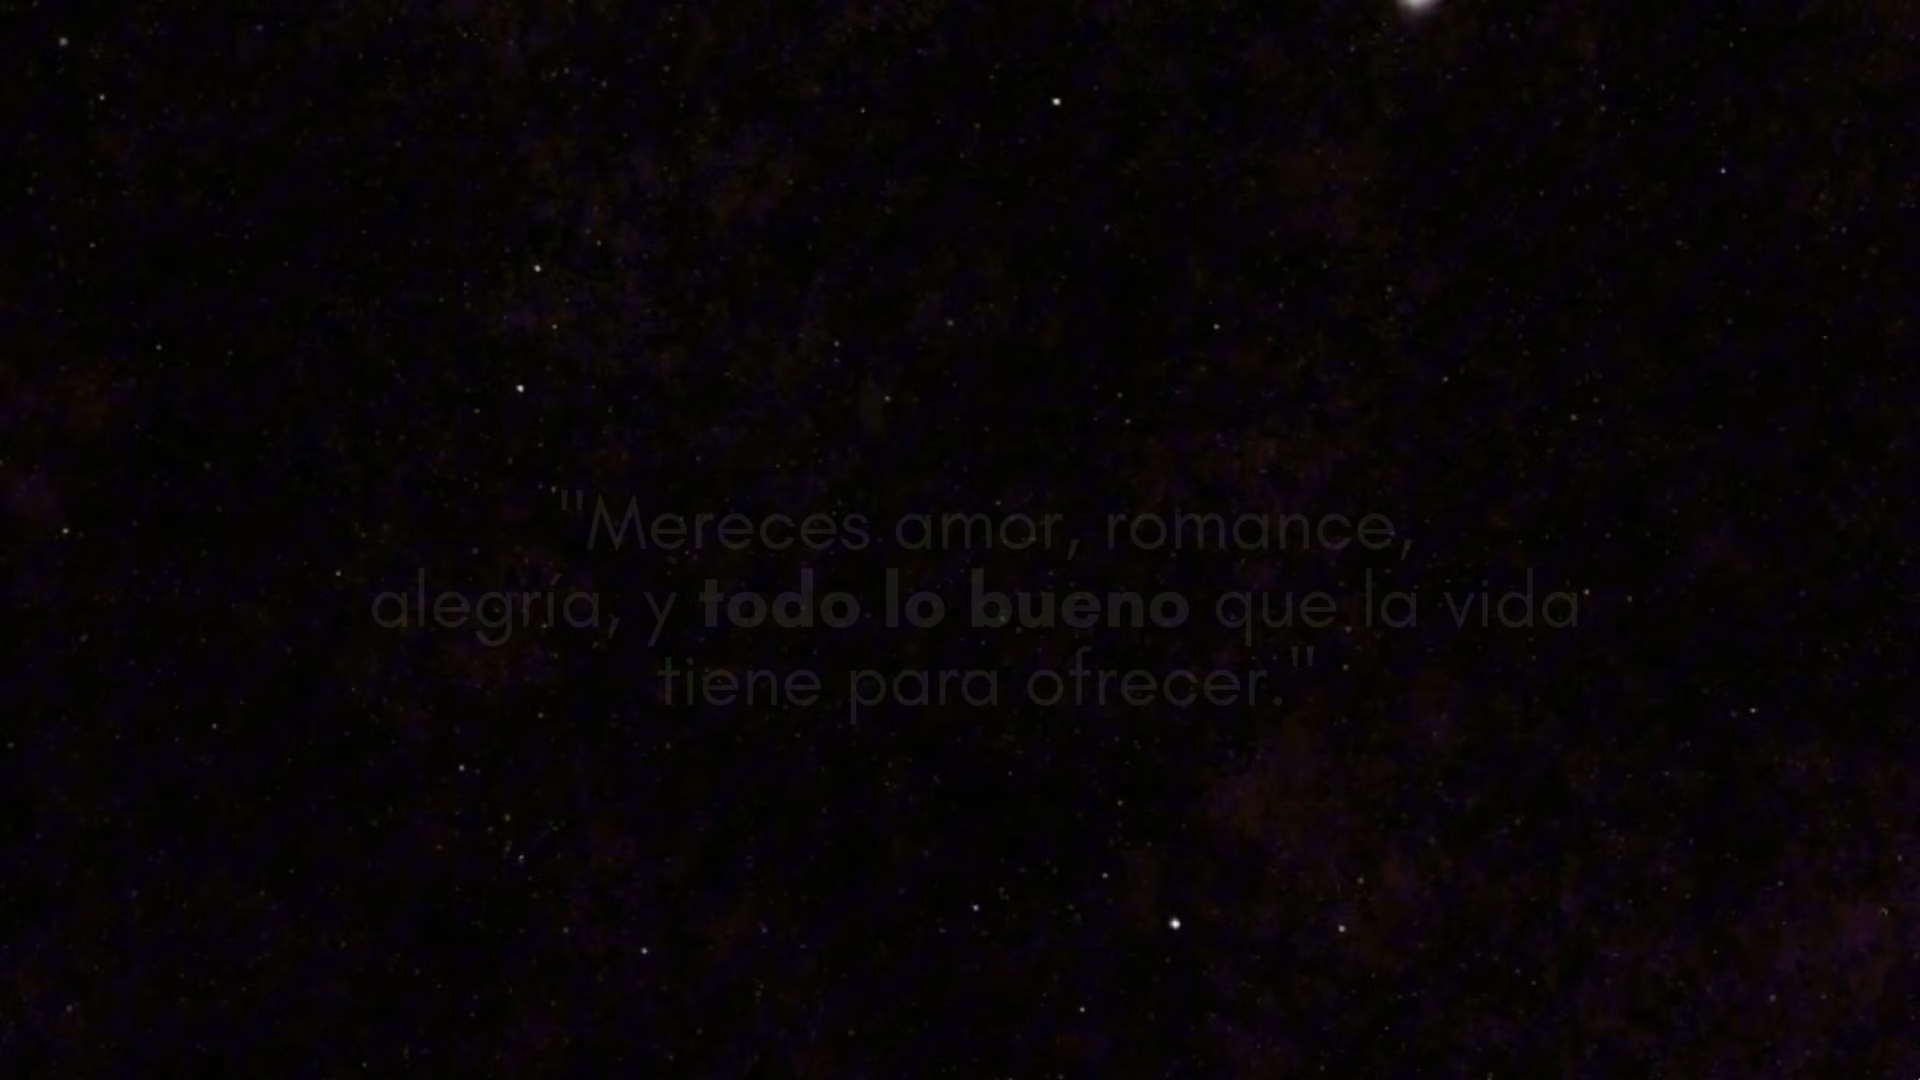 "Mereces amor, romance,
alegría, y todo lo bueno que la vida
tiene para ofrecer."